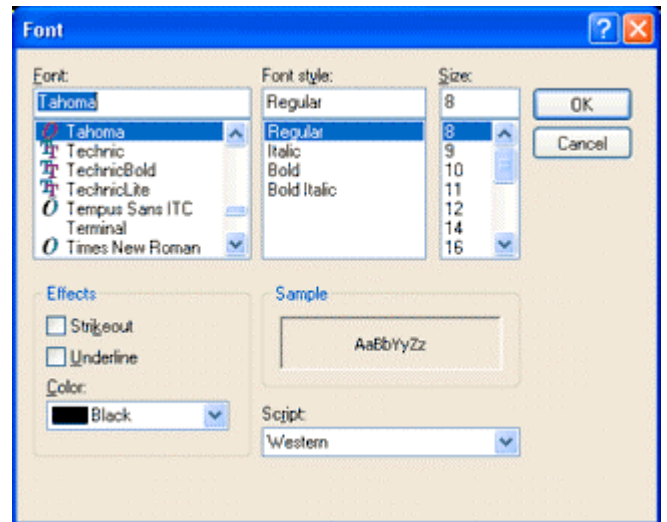 Font
Font:
Tahoma
Tahoma
Technic
TechnicBold
TechnicLite
Tempus Sans ITC
Terminal
Times New Roman
Font style:
Regular
Regular
Italic
Bold
Bold Italic
Size:
8
8
9
10
11
12
14
16
OK
Cancel
Effects
Strikeout
Underline
Color:
Black
Sample
AaBbYyZz
Script:
Western